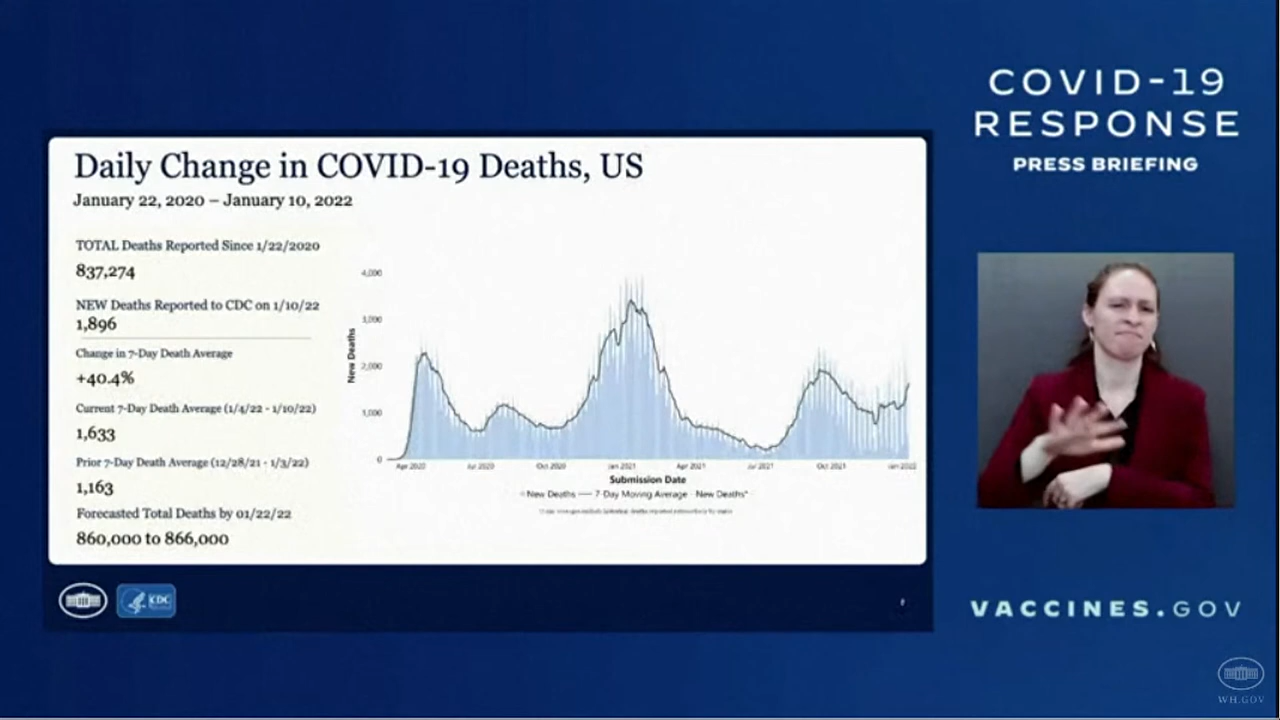 COVID-19
RESPONSE
PRESS BRIEFING
Daily Change in COVID-19 Deaths, US
January 22, 2020 – January 10, 2022
TOTAL Deaths Reported Since 1/22/2020
837,274
NEW Deaths Reported to CDC on 1/10/22
1,896
Change in 7-Day Death Average
+40.4%
Current 7-Day Death Average (1/4/22 - 1/10/22)
1,633
Prior 7-Day Death Average (12/28/21 - 1/3/22)
1,163
Forecasted Total Deaths by 01/22/22
860,000 to 866,000
New Deaths
4,000
3,000
2,000
1,000
0
Apr 2020 Jul 2020 Oct 2020 Jan 2021 Apr 2021 Jul 2021 Oct 2021 Jan 2022
Submission Date
New Deaths — 7-Day Moving Average - New Deaths*
CDC
VACCINES.GOV
WH.GOV